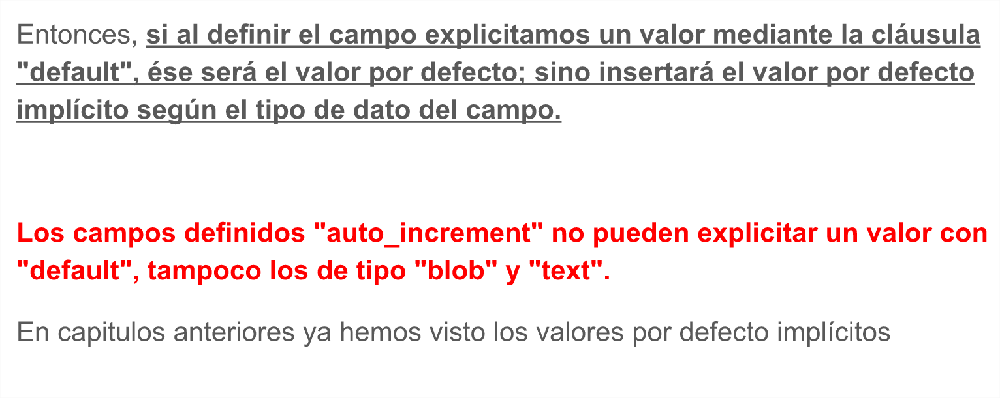 Entonces, si al definir el campo explicitamos un valor mediante la cláusula
"default", ése será el valor por defecto; sino insertará el valor por defecto
implícito según el tipo de dato del campo.
Los campos definidos "auto_increment" no pueden explicitar un valor con
"default", tampoco los de tipo "blob" y "text".
En capitulos anteriores ya hemos visto los valores por defecto implícitos